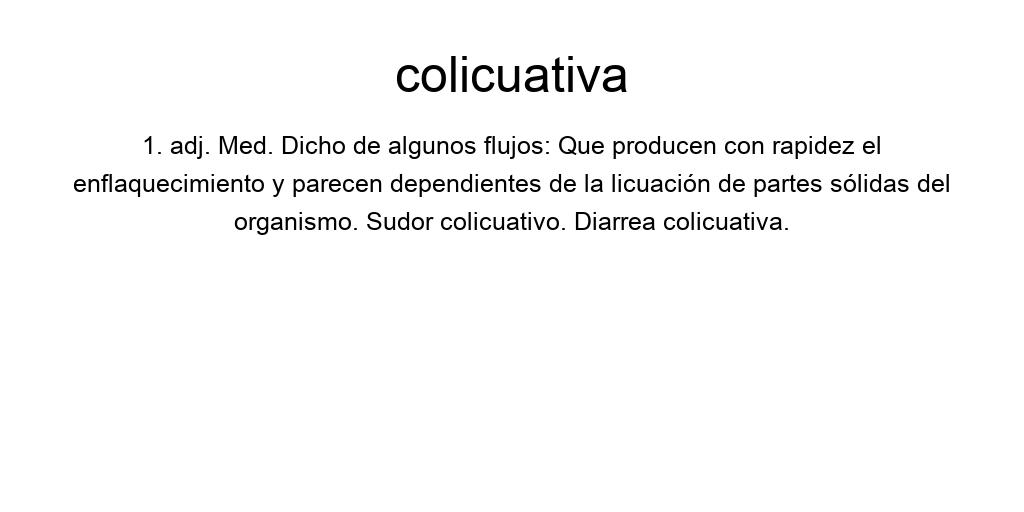 colicuativa
1. adj. Med. Dicho de algunos flujos: Que producen con rapidez el
enflaquecimiento y parecen dependientes de la licuación de partes sólidas del
organismo. Sudor colicuativo. Diarrea colicuativa.